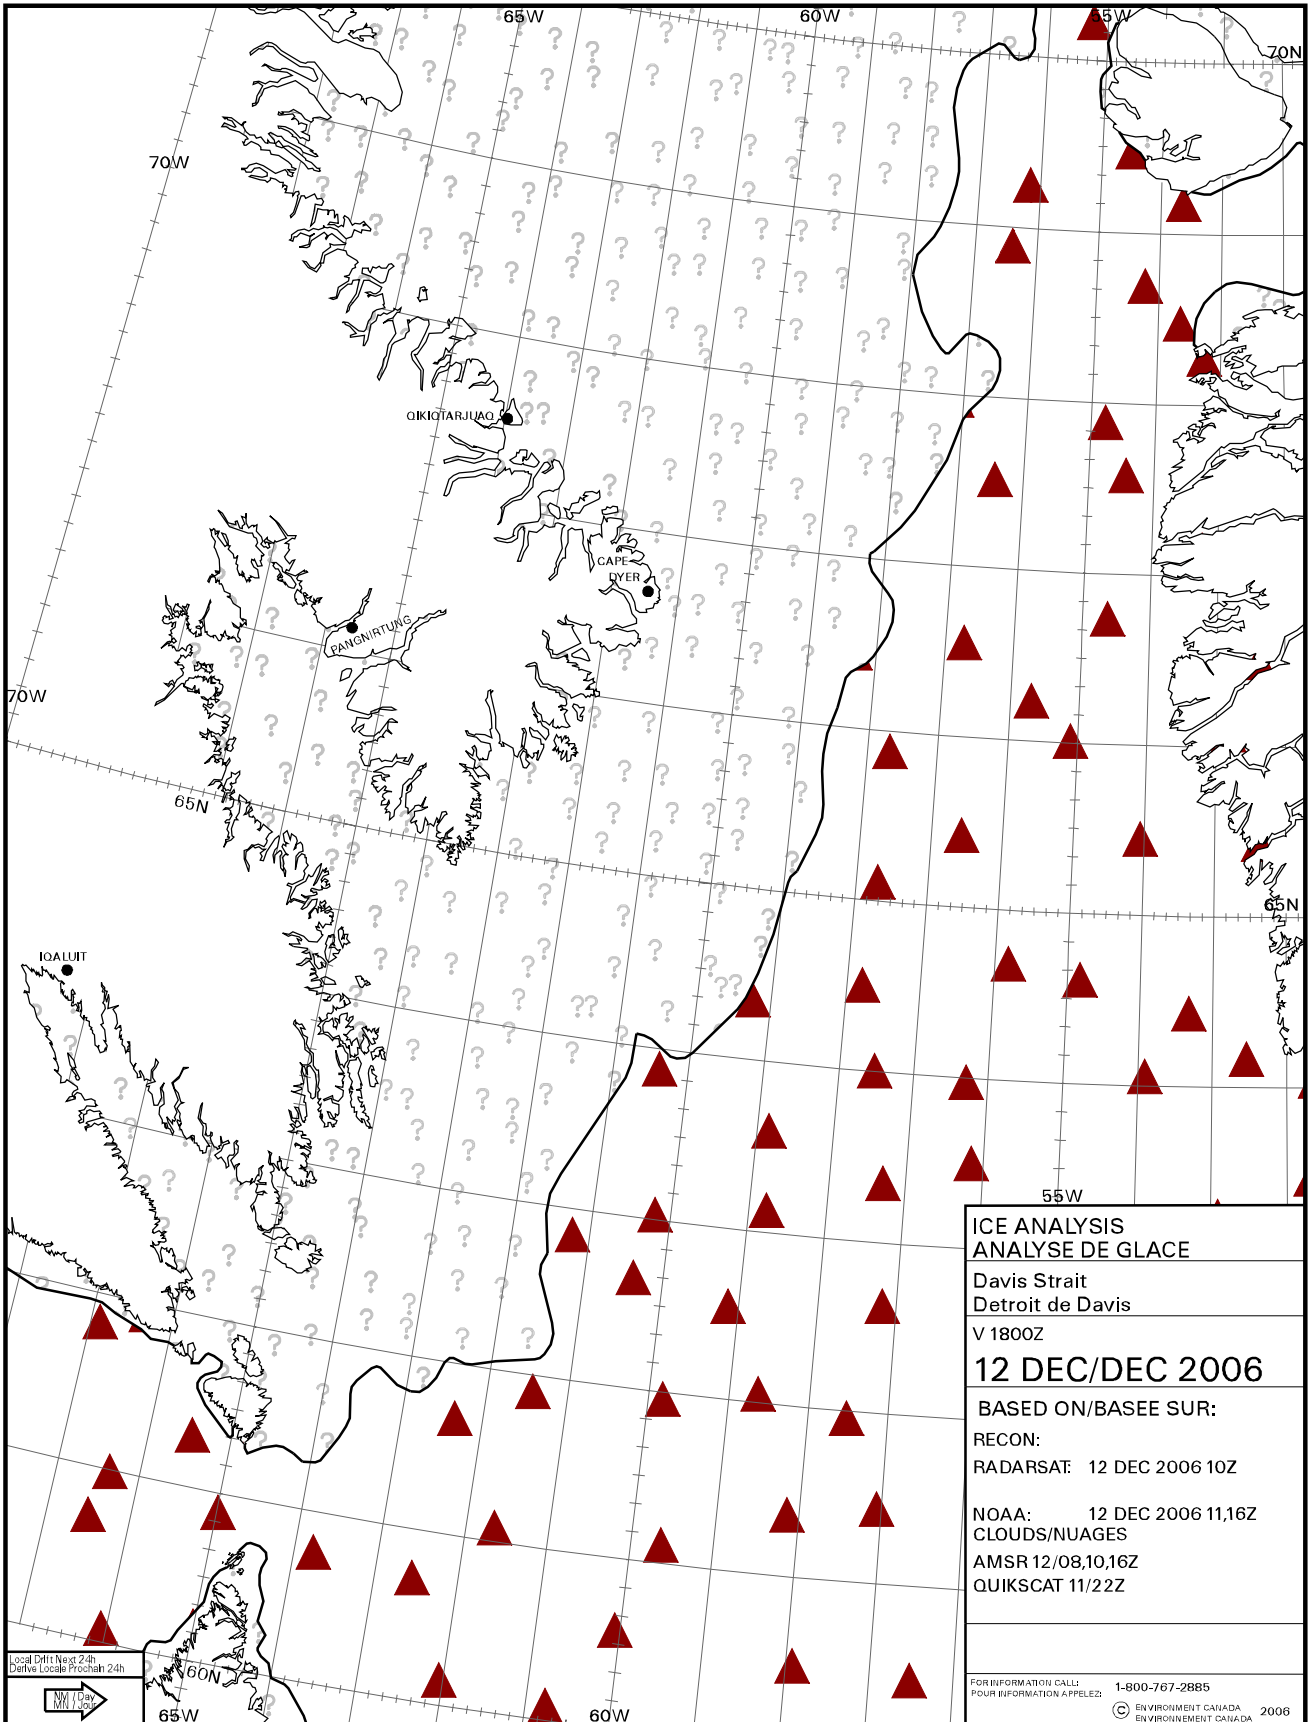 65W
60W
55W
70N
70W
QIKIQTARJUAQ
CAPE
DYER
PANGNIRTUNG
70W
65N
65N
IQALUIT
55W
ICE ANALYSIS
ANALYSE DE GLACE
Davis Strait
Detroit de Davis
V 1800Z
12 DEC/DEC 2006
BASED ON/BASEE SUR:
RECON:
RADARSAT: 12 DEC 2006 10Z
NOAA: 12 DEC 2006 11,16Z
CLOUDS/NUAGES
AMSR 12/08,10,16Z
QUIKSCAT 11/22Z
Local Drift Next 24h
Derive Locale Prochain 24h
NM / Day
MN / Jour
60N
65W
60W
FOR INFORMATION CALL: 1-800-767-2885
POUR INFORMATION APPELEZ:
© ENVIRONMENT CANADA 2006
ENVIRONNEMENT CANADA